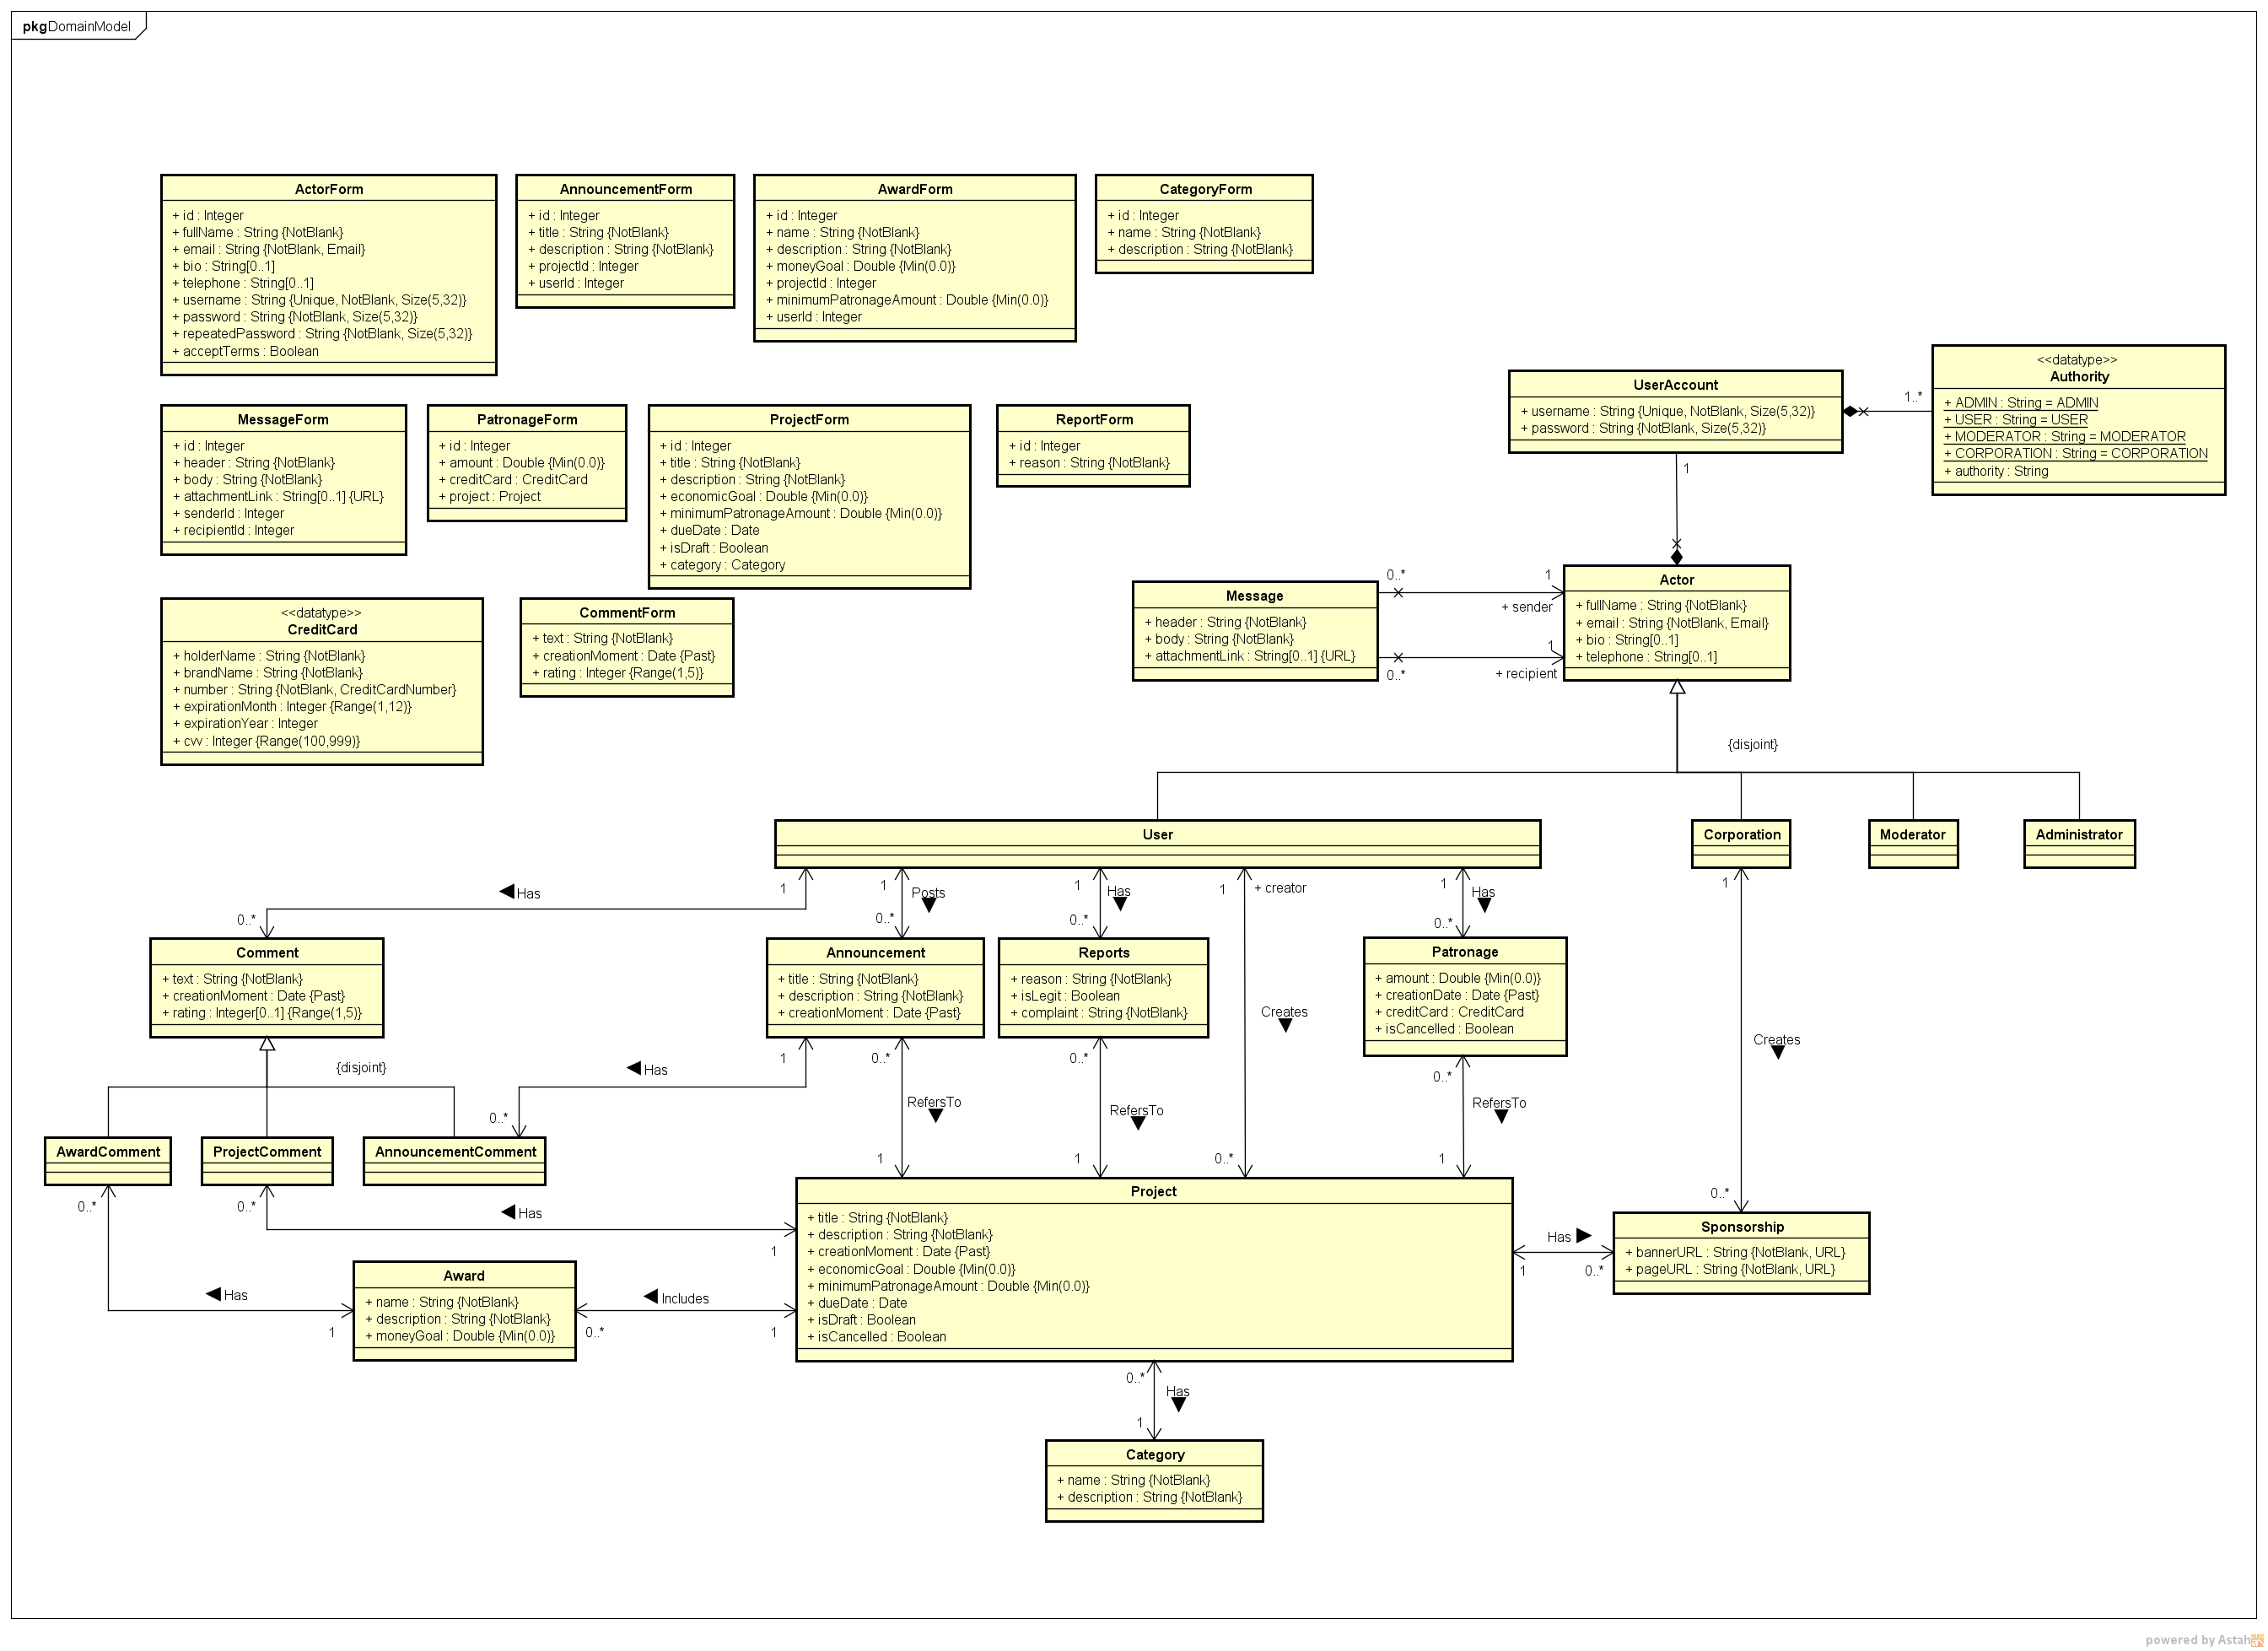 pkg DomainModel
ActorForm
+ id : Integer
+ fullName : String {NotBlank}
+ email : String {NotBlank, Email}
+ bio : String[0..1]
+ telephone : String[0..1]
+ username : String {Unique, NotBlank, Size(5,32)}
+ password : String {NotBlank, Size(5,32)}
+ repeatedPassword : String {NotBlank, Size(5,32)}
+ acceptTerms : Boolean
AnnouncementForm
+ id : Integer
+ title : String {NotBlank}
+ description : String {NotBlank}
+ projectId : Integer
+ userId : Integer
AwardForm
+ id : Integer
+ name : String {NotBlank}
+ description : String {NotBlank}
+ moneyGoal : Double {Min(0.0)}
+ projectId : Integer
+ minimumPatronageAmount : Double {Min(0.0)}
+ userId : Integer
CategoryForm
+ id : Integer
+ name : String {NotBlank}
+ description : String {NotBlank}
MessageForm
+ id : Integer
+ header : String {NotBlank}
+ body : String {NotBlank}
+ attachmentLink : String[0..1] {URL}
+ senderId : Integer
+ recipientId : Integer
PatronageForm
+ id : Integer
+ amount : Double {Min(0.0)}
+ creditCard : CreditCard
+ project : Project
ProjectForm
+ id : Integer
+ title : String {NotBlank}
+ description : String {NotBlank}
+ economicGoal : Double {Min(0.0)}
+ minimumPatronageAmount : Double {Min(0.0)}
+ dueDate : Date
+ isDraft : Boolean
+ category : Category
ReportForm
+ id : Integer
+ reason : String {NotBlank}
UserAccount
+ username : String {Unique, NotBlank, Size(5,32)}
+ password : String {NotBlank, Size(5,32)}
1..*
<<datatype>>
Authority
+ ADMIN : String = ADMIN
+ USER : String = USER
+ MODERATOR : String = MODERATOR
+ CORPORATION : String = CORPORATION
+ authority : String
1
<<datatype>>
CreditCard
+ holderName : String {NotBlank}
+ brandName : String {NotBlank}
+ number : String {NotBlank, CreditCardNumber}
+ expirationMonth : Integer {Range(1,12)}
+ expirationYear : Integer
+ cvv : Integer {Range(100,999)}
CommentForm
+ text : String {NotBlank}
+ creationMoment : Date {Past}
+ rating : Integer {Range(1,5)}
Message
+ header : String {NotBlank}
+ body : String {NotBlank}
+ attachmentLink : String[0..1] {URL}
0..*
1
+ sender
1
0..*
+ recipient
Actor
+ fullName : String {NotBlank}
+ email : String {NotBlank, Email}
+ bio : String[0..1]
+ telephone : String[0..1]
{disjoint}
User
Corporation
Moderator
Administrator
1
Has
0..*
1
Posts
0..*
1
Has
0..*
1
+ creator
1
Has
0..*
1
Comment
+ text : String {NotBlank}
+ creationMoment : Date {Past}
+ rating : Integer[0..1] {Range(1,5)}
Announcement
+ title : String {NotBlank}
+ description : String {NotBlank}
+ creationMoment : Date {Past}
Reports
+ reason : String {NotBlank}
+ isLegit : Boolean
+ complaint : String {NotBlank}
Creates
Patronage
+ amount : Double {Min(0.0)}
+ creationDate : Date {Past}
+ creditCard : CreditCard
+ isCancelled : Boolean
Creates
{disjoint}
1
Has
0..*
0..*
RefersTo
1
0..*
RefersTo
1
0..*
0..*
RefersTo
1
0..*
AwardComment
ProjectComment
AnnouncementComment
0..*
0..*
Has
1
Project
+ title : String {NotBlank}
+ description : String {NotBlank}
+ creationMoment : Date {Past}
+ economicGoal : Double {Min(0.0)}
+ minimumPatronageAmount : Double {Min(0.0)}
+ dueDate : Date
+ isDraft : Boolean
+ isCancelled : Boolean
Has
1
0..*
Sponsorship
+ bannerURL : String {NotBlank, URL}
+ pageURL : String {NotBlank, URL}
Has
1
Award
+ name : String {NotBlank}
+ description : String {NotBlank}
+ moneyGoal : Double {Min(0.0)}
Includes
0..*
1
0..*
Has
1
Category
+ name : String {NotBlank}
+ description : String {NotBlank}
powered by Astah